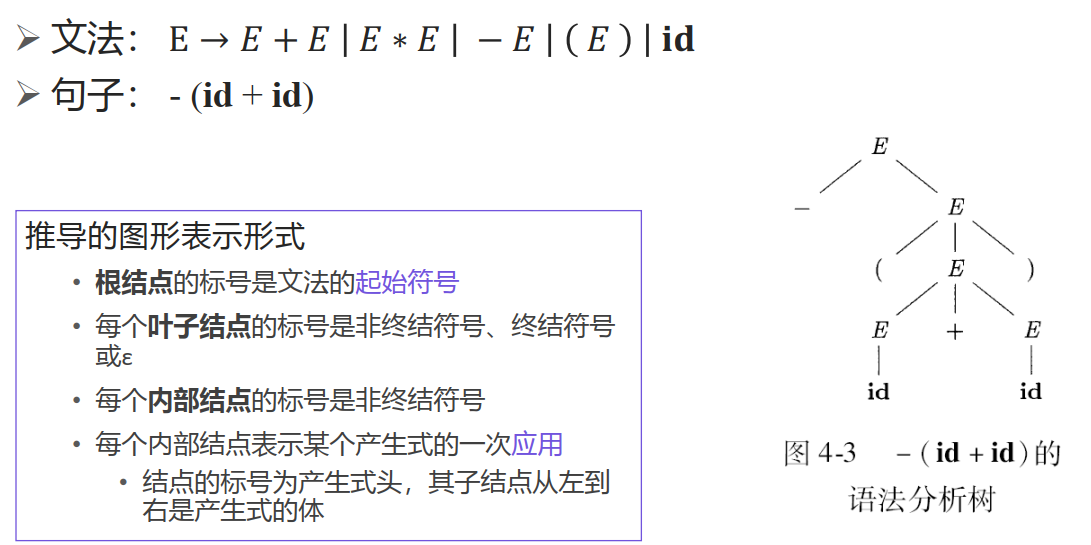 ➢ 文法： E → E + E | E ∗ E | − E | ( E ) | id
➢ 句子： - (id + id)
推导的图形表示形式
• 根结点的标号是文法的起始符号
• 每个叶子结点的标号是非终结符号、终结符号
或ε
• 每个内部结点的标号是非终结符号
• 每个内部结点表示某个产生式的一次应用
• 结点的标号为产生式头，其子结点从左到
右是产生式的体
E
− E
( E )
E + E
id id
图 4-3 − ( id + id ) 的
语法分析树